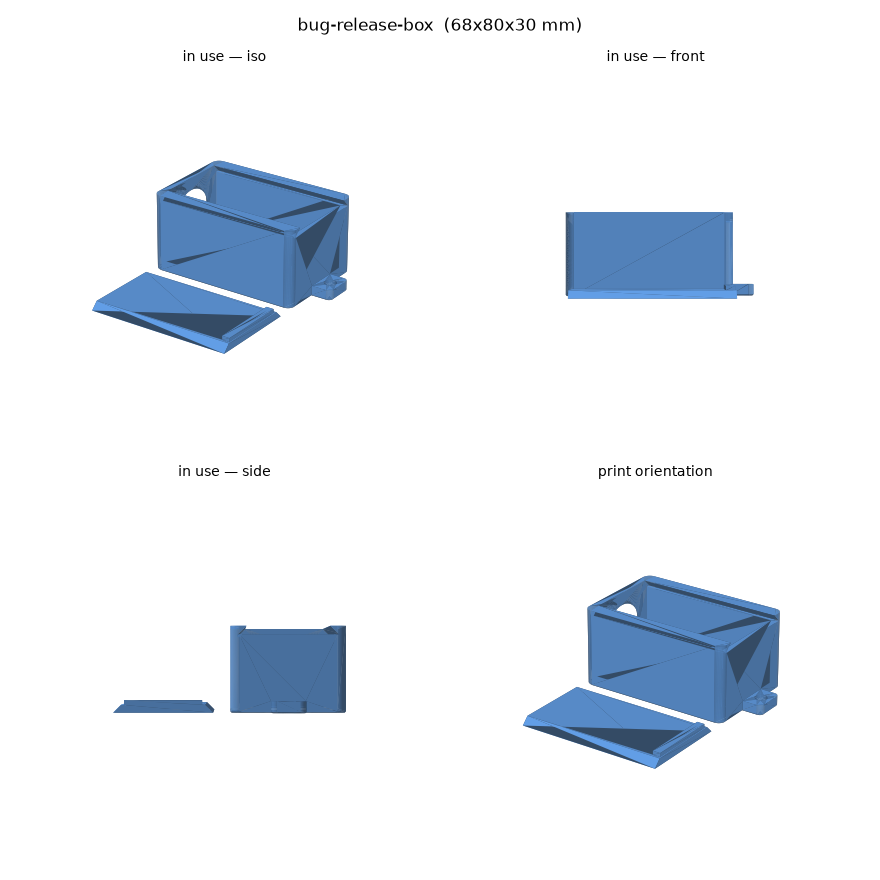 bug-release-box  (68x80x30 mm)
in use — iso
in use — front
in use — side
print orientation